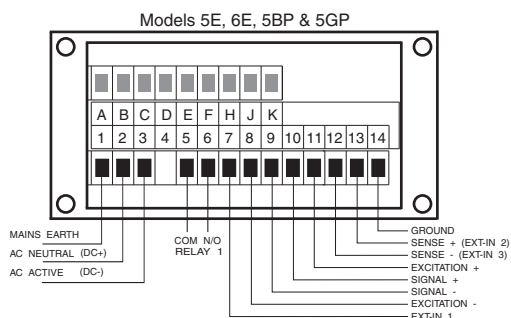 Models 5E, 6E, 5BP & 5GP
A B C D E F H J K
1 2 3 4 5 6 7 8 9 10 11 12 13 14
MAINS EARTH
AC NEUTRAL (DC+)
AC ACTIVE (DC-)
COM N/O
RELAY 1
GROUND
SENSE + (EXT-IN 2)
SENSE - (EXT-IN 3)
EXCITATION +
SIGNAL +
SIGNAL -
EXCITATION -
EXT-IN 1